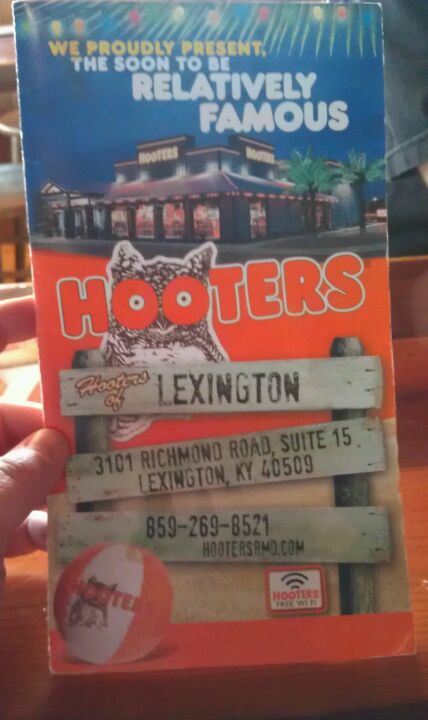 WE PROUDLY PRESENT,
THE SOON TO BE
RELATIVELY
FAMOUS
HOOTERS HOOTERS
HOOTERS
Hooters of LEXINGTON
3101 RICHMOND ROAD, SUITE 15
LEXINGTON, KY 40509
859-269-8521
HOOTERSRMD.COM
HOOTERS
HOOTERS
FREE WI FI